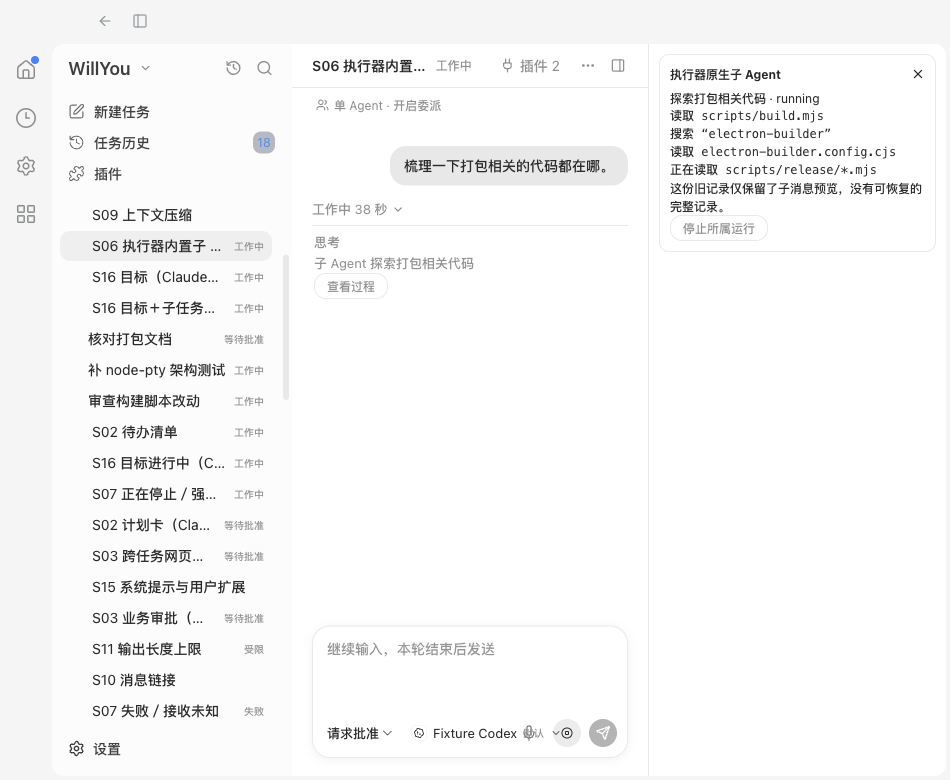 WillYou
新建任务
任务历史
18
插件
S09 上下文压缩
S06 执行器内置子 ... 工作中
S16 目标（Claude... 工作中
S16 目标＋子任务... 工作中
核对打包文档 等待批准
补 node-pty 架构测试 工作中
审查构建脚本改动 工作中
S02 待办清单 工作中
S16 目标进行中（C... 工作中
S07 正在停止 / 强... 工作中
S02 计划卡（Cla... 等待批准
S03 跨任务网页... 等待批准
S15 系统提示与用户扩展
S03 业务审批（... 等待批准
S11 输出长度上限 受限
S10 消息链接
S07 失败 / 接收未知 失败
设置
S06 执行器内置... 工作中 插件 2
单 Agent · 开启委派
梳理一下打包相关的代码都在哪。
工作中 38 秒
思考
子 Agent 探索打包相关代码
查看过程
继续输入，本轮结束后发送
请求批准 Fixture Codex 认
执行器原生子 Agent
探索打包相关代码 · running
读取 scripts/build.mjs
搜索 “electron-builder”
读取 electron-builder.config.cjs
正在读取 scripts/release/*.mjs
这份旧记录仅保留了子消息预览，没有可恢复的
完整记录。
停止所属运行